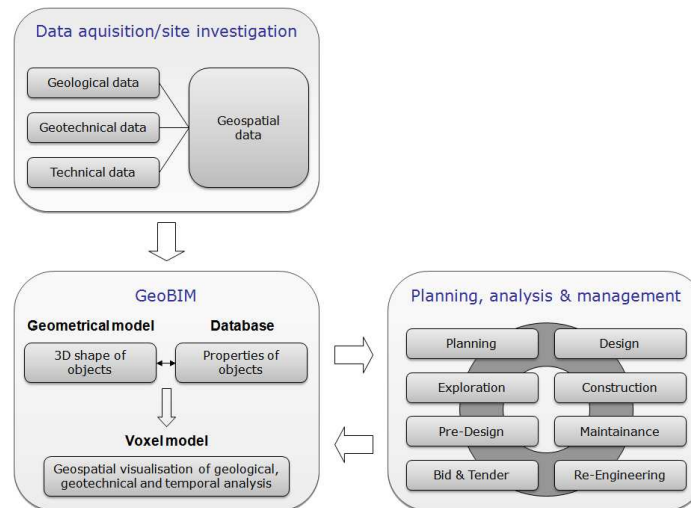 Data aquisition/site investigation
Geological data
Geotechnical data
Technical data
Geospatial
data
GeoBIM
Geometrical model
Database
3D shape of
objects
Properties of
objects
Voxel model
Geospatial visualisation of geological,
geotechnical and temporal analysis
Planning, analysis & management
Planning
Design
Exploration
Construction
Pre-Design
Maintainance
Bid & Tender
Re-Engineering